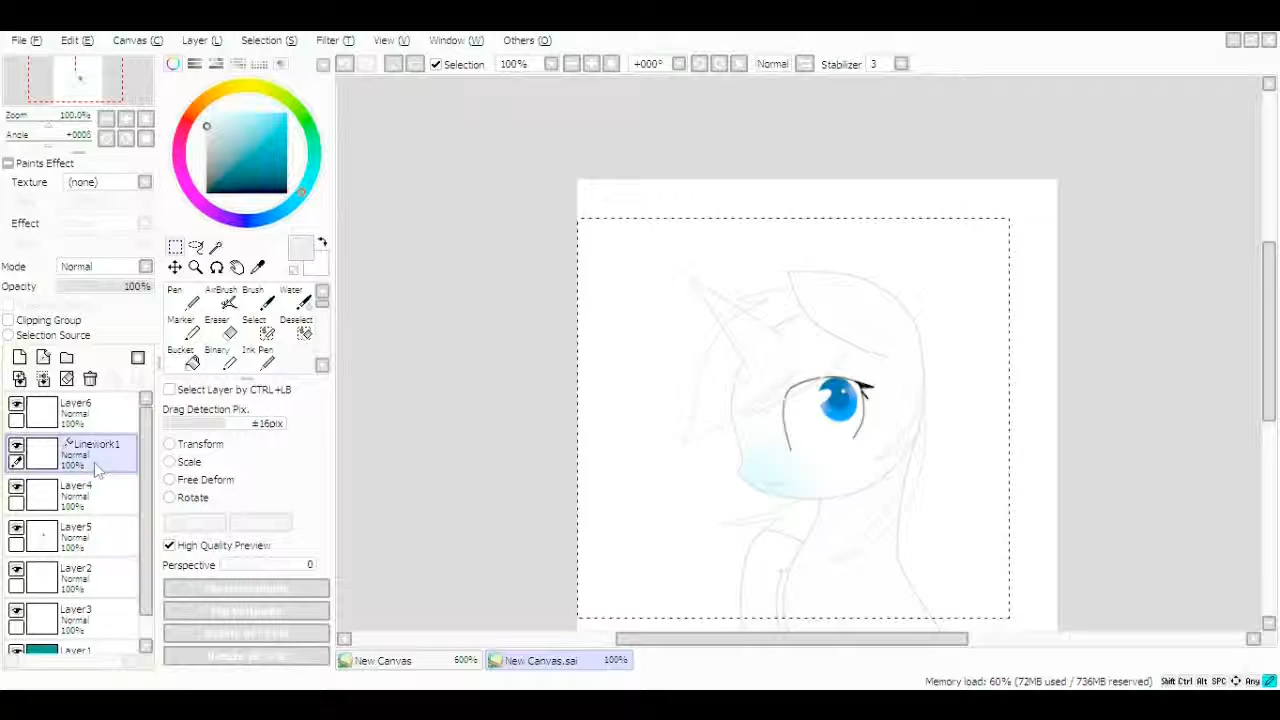 File (F) Edit (E) Canvas (C) Layer (L) Selection (S) Filter (T) View (V) Window (W) Others (O)
Selection 100% +000° Normal Stabilizer 3
Zoom 100.0%
Angle +000°
Paints Effect
Texture (none)
Effect
Mode Normal
Opacity 100%
Clipping Group
Selection Source
Layer6
Normal
100%
Linework1
Normal
100%
Layer4
Normal
100%
Layer5
Normal
100%
Layer2
Normal
100%
Layer3
Normal
100%
Layer1
Pen AirBrush Brush Water
Marker Eraser Select Deselect
Bucket Binary Ink Pen
Select Layer by CTRL+LB
Drag Detection Pix.
±16pix
Transform
Scale
Free Deform
Rotate
High Quality Preview
Perspective 0
New Canvas 600% New Canvas.sai 100%
Memory load: 60% (72MB used / 736MB reserved) Shift Ctrl Alt SPC Any